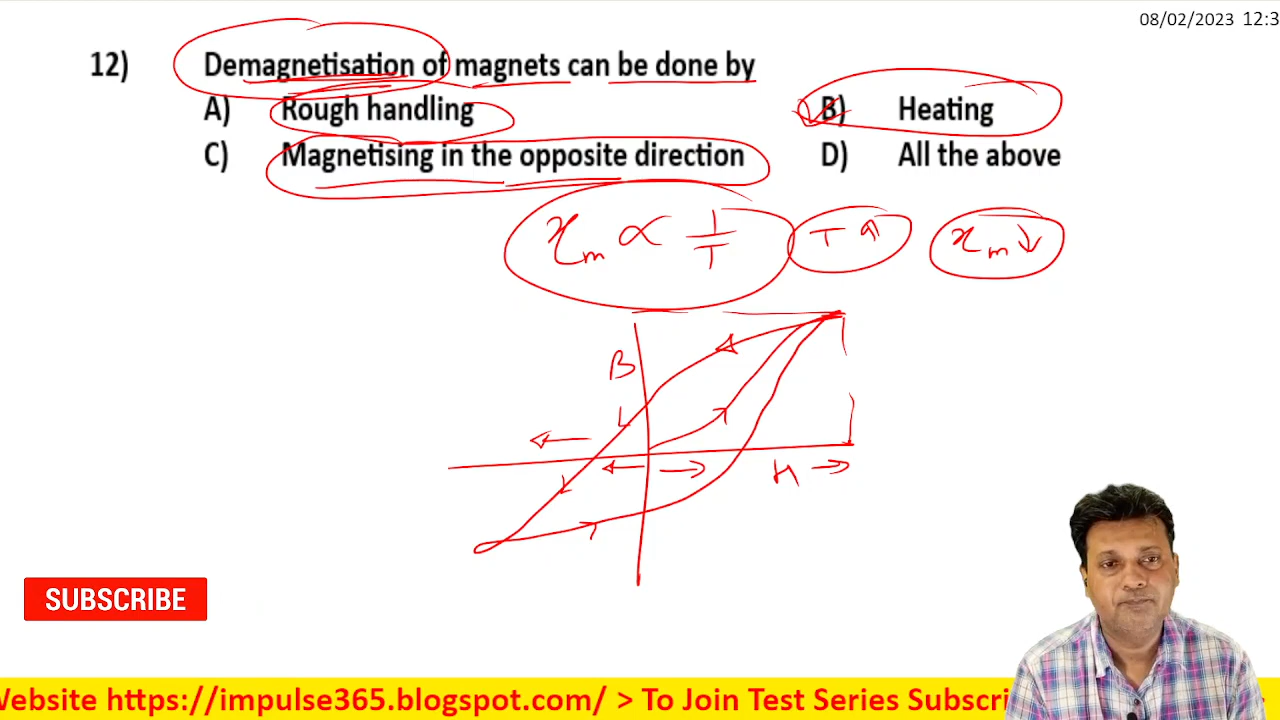 08/02/2023 12:3
12) Demagnetisation of magnets can be done by
A) Rough handling B) Heating
C) Magnetising in the opposite direction D) All the above
χm ∝ 1/T T↑ χm↓
B
H →
SUBSCRIBE
Website https://impulse365.blogspot.com/ > To Join Test Series Subscri